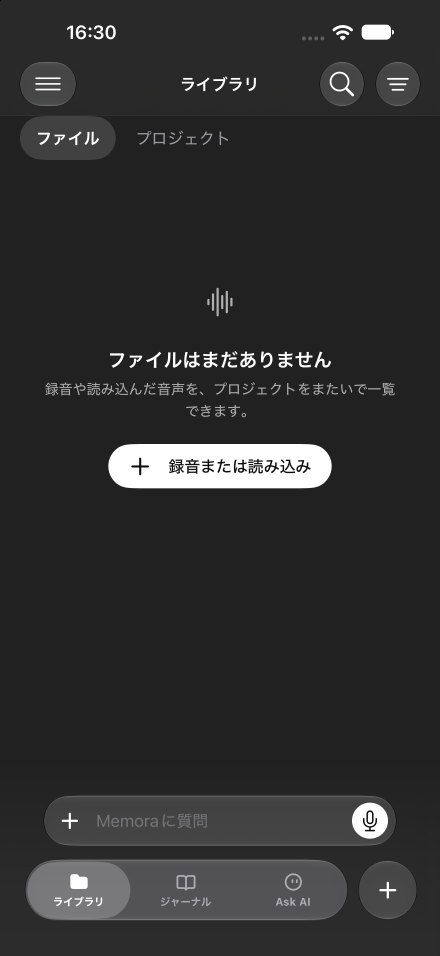 16:30
ライブラリ
ファイル
プロジェクト
ファイルはまだありません
録音や読み込んだ音声を、プロジェクトをまたいで一覧
できます。
録音または読み込み
Memoraに質問
ライブラリ
ジャーナル
Ask AI